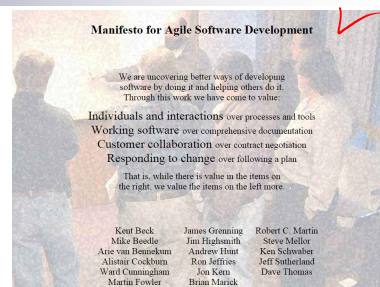 Manifesto for Agile Software Development
We are uncovering better ways of developing
software by doing it and helping others do it.
Through this work we have come to value:
Individuals and interactions over processes and tools
Working software over comprehensive documentation
Customer collaboration over contract negotiation
Responding to change over following a plan
That is, while there is value in the items on
the right, we value the items on the left more.
Kent Beck James Grenning Robert C. Martin
Mike Beedle Jim Highsmith Steve Mellor
Arie van Bennekum Andrew Hunt Ken Schwaber
Alistair Cockburn Ron Jeffries Jeff Sutherland
Ward Cunningham Jon Kern Dave Thomas
Martin Fowler Brian Marick